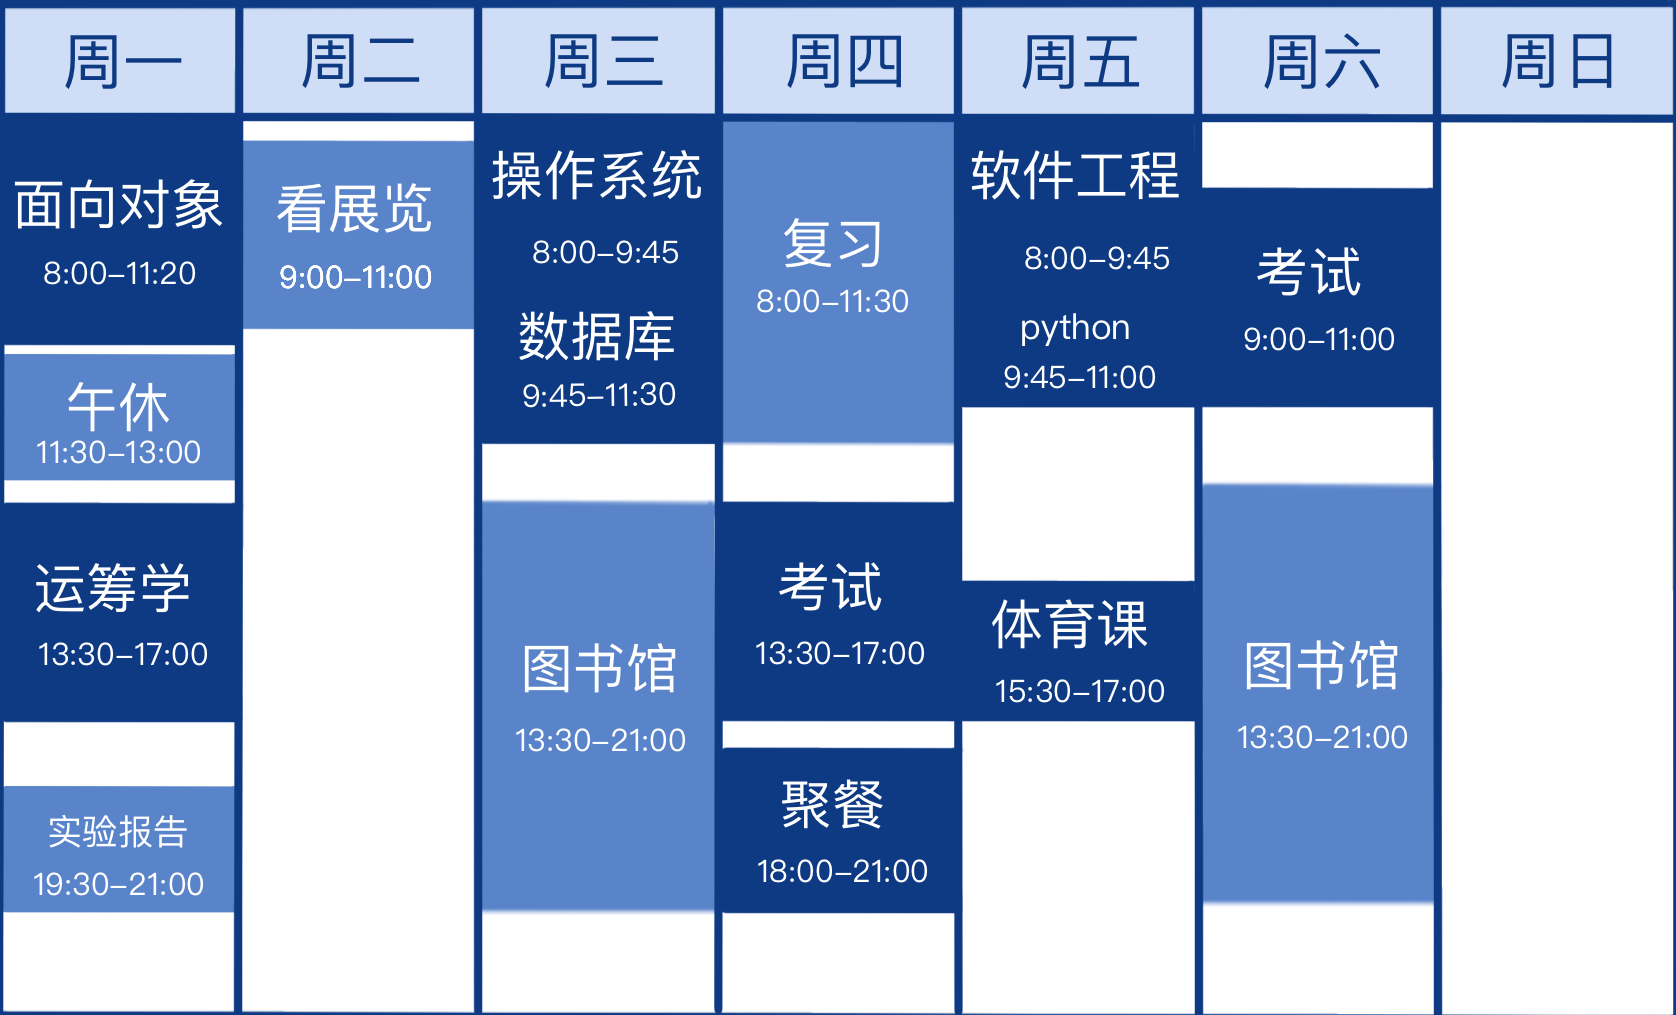 周一
周二
周三
周四
周五
周六
周日
面向对象
8:00–11:20
午休
11:30–13:00
运筹学
13:30–17:00
实验报告
19:30–21:00
看展览
9:00–11:00
操作系统
8:00–9:45
数据库
9:45–11:30
图书馆
13:30–21:00
复习
8:00–11:30
考试
13:30–17:00
聚餐
18:00–21:00
软件工程
8:00–9:45
python
9:45–11:00
体育课
15:30–17:00
考试
9:00–11:00
图书馆
13:30–21:00